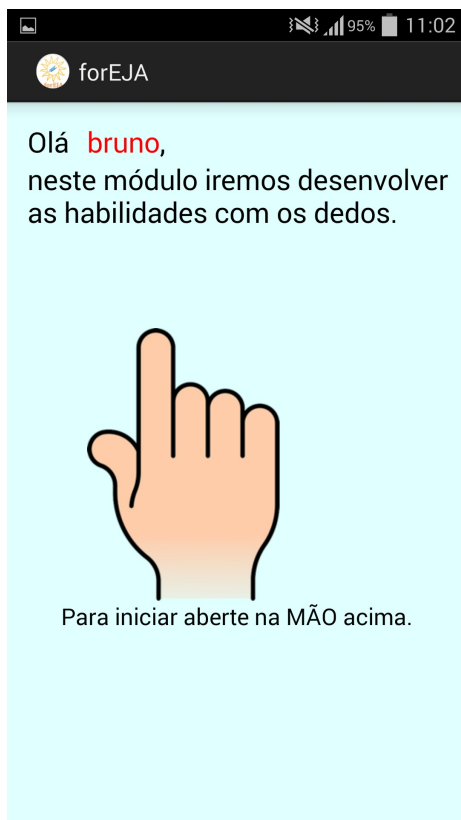 95% 11:02
forEJA
Olá bruno,
neste módulo iremos desenvolver
as habilidades com os dedos.
Para iniciar aberte na MÃO acima.